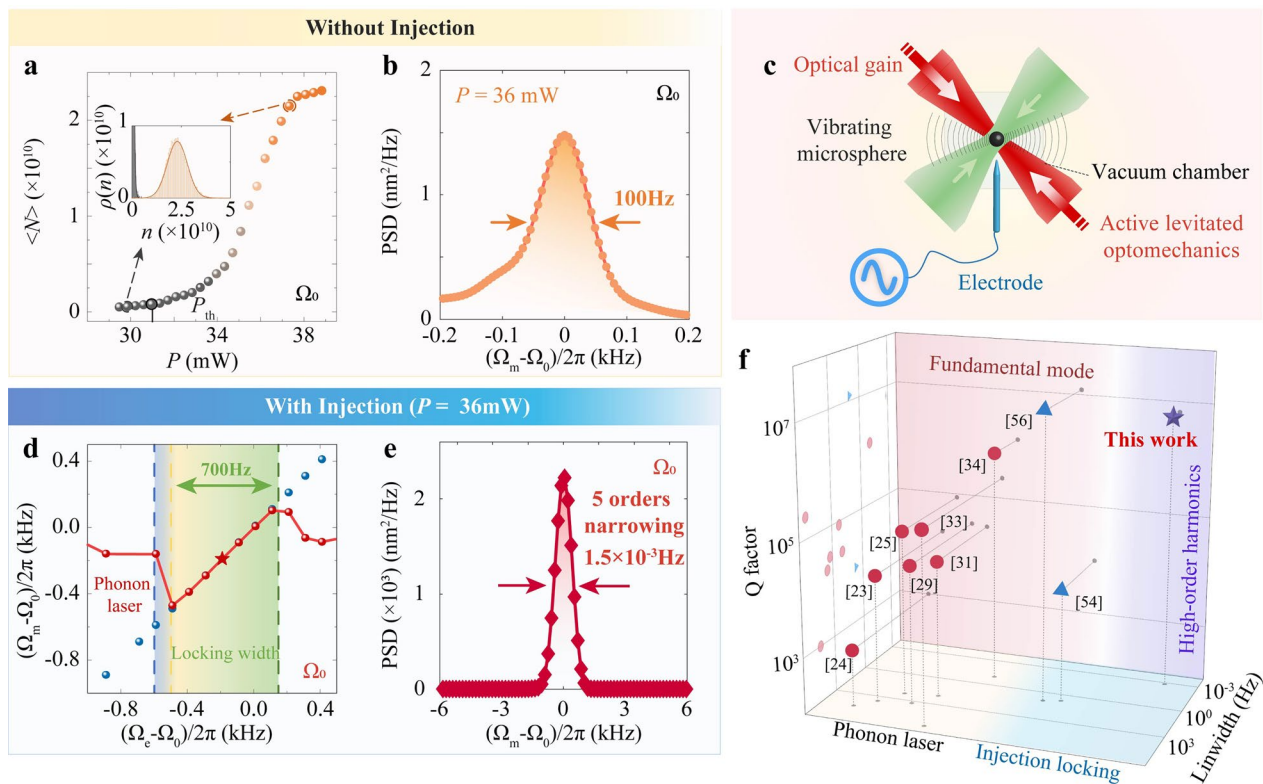 Without Injection
a
2
1
0
<N> (×10¹⁰)
1
0
ρ(n) (×10¹⁰)
0
2.5
5
n (×10¹⁰)
P_th
Ω₀
30
32
34
36
38
P (mW)
b
2
1
0
PSD (nm²/Hz)
P = 36 mW
Ω₀
100Hz
-0.2
-0.1
0
0.1
0.2
(Ω_m-Ω₀)/2π (kHz)
c
Optical gain
Vibrating
microsphere
Vacuum chamber
Active levitated
optomechanics
Electrode
With Injection (P = 36mW)
d
0.4
0.0
-0.4
-0.8
(Ω_m-Ω₀)/2π (kHz)
700Hz
Phonon
laser
Locking width
Ω₀
-0.8
-0.4
0.0
0.4
(Ω_e-Ω₀)/2π (kHz)
e
2
1
0
PSD (×10³) (nm²/Hz)
Ω₀
5 orders
narrowing
1.5×10⁻³Hz
-6
-3
0
3
6
(Ω_m-Ω₀)/2π (kHz)
f
Fundamental mode
[56]
This work
[34]
[33]
[25]
[31]
[23]
[29]
[54]
[24]
High-order harmonics
Q factor
10⁷
10⁵
10³
Phonon laser
Injection locking
10⁻³
10⁰
10³
Linwidth (Hz)